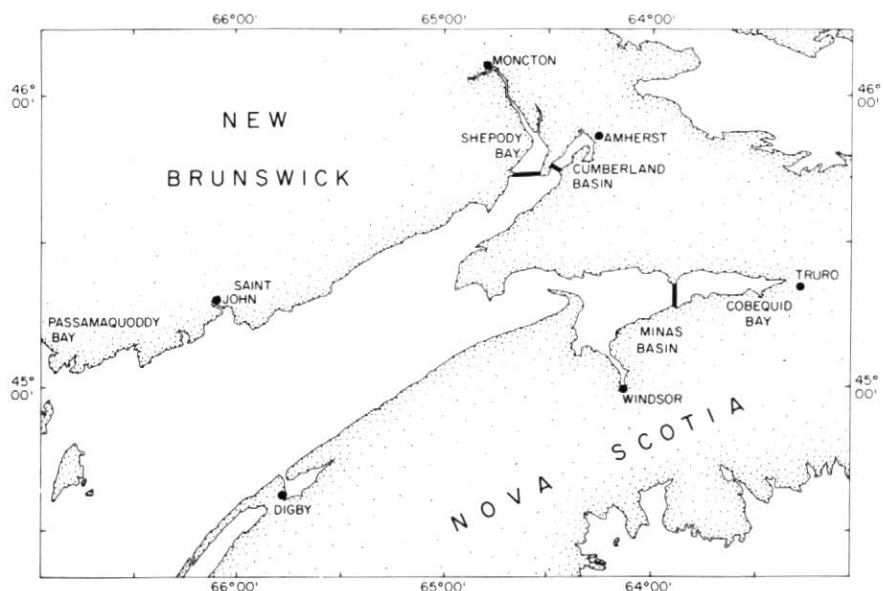 66°00' 65°00' 64°00'
MONCTON
46°
00'
46°
00'
NEW
BRUNSWICK
SHEPODY
BAY
AMHERST
CUMBERLAND
BASIN
SAINT
JOHN
TRURO
COBEQUID
BAY
PASSAMAQUODDY
BAY
MINAS
BASIN
45°
00'
45°
00'
WINDSOR
NOVA SCOTIA
DIGBY
66°00' 65°00' 64°00'